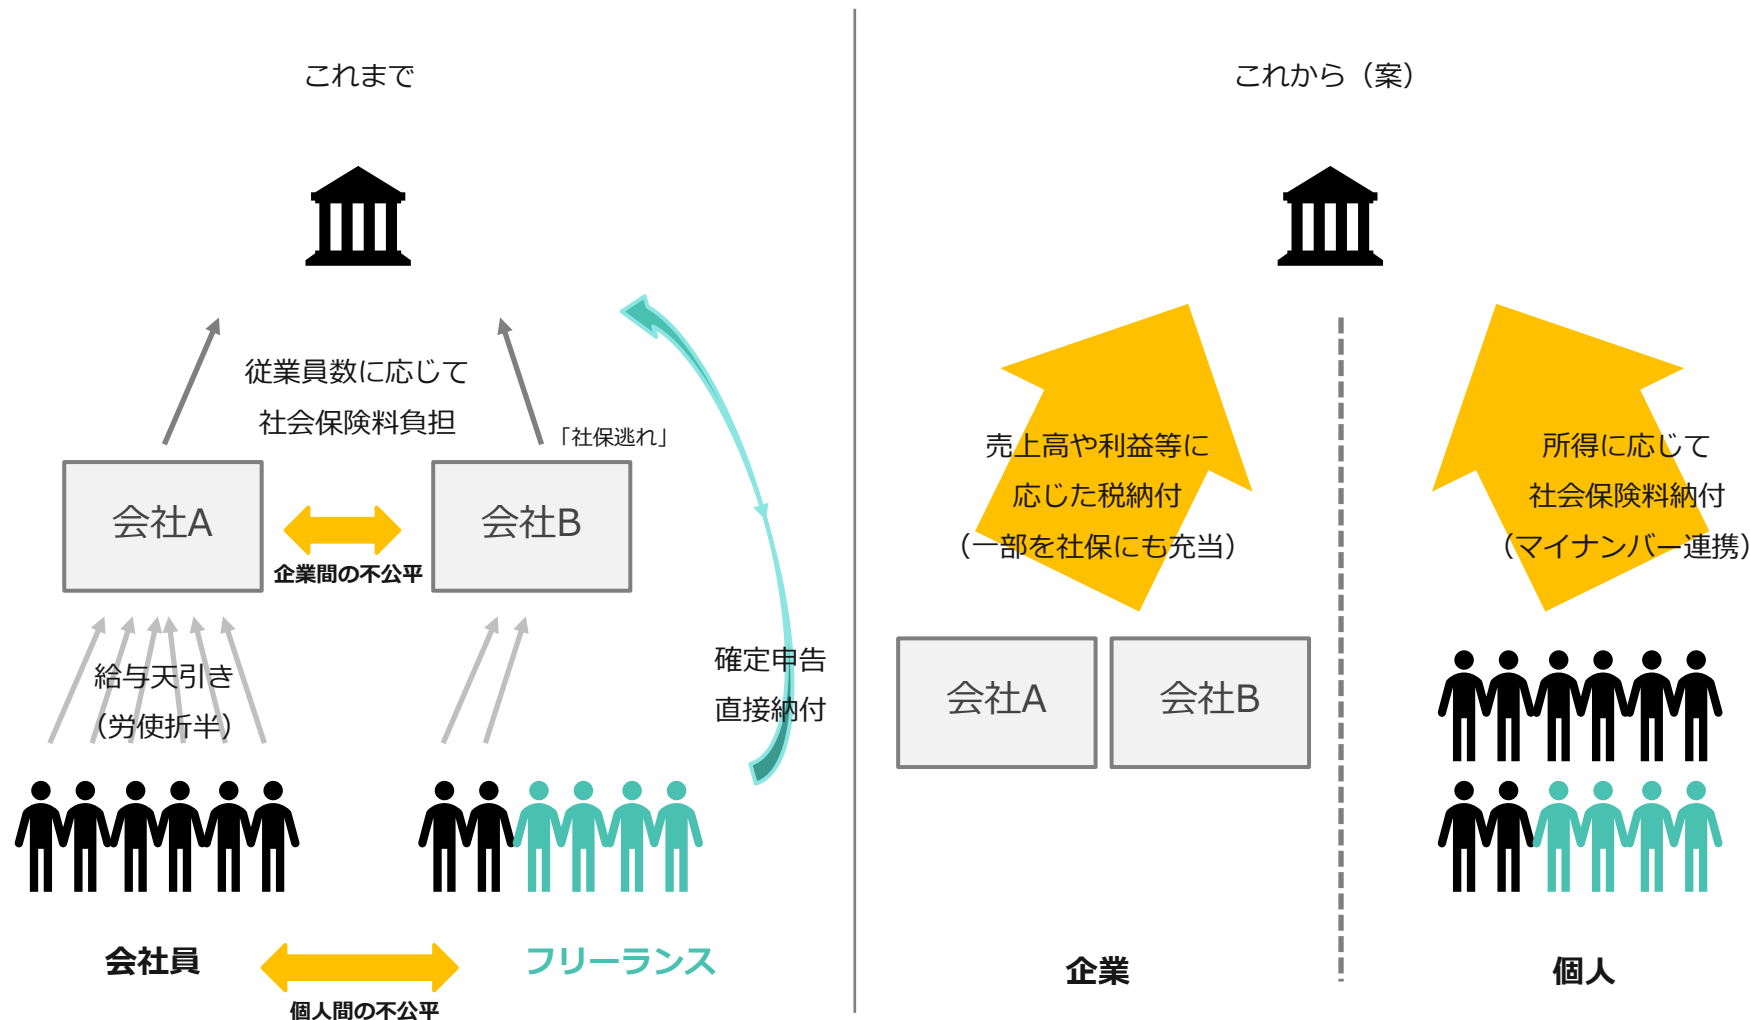 これまで
従業員数に応じて
社会保険料負担
「社保逃れ」
会社A
会社B
企業間の不公平
給与天引き
（労使折半）
確定申告
直接納付
会社員
フリーランス
個人間の不公平
これから（案）
売上高や利益等に
応じた税納付
（一部を社保にも充当）
所得に応じて
社会保険料納付
（マイナンバー連携）
会社A
会社B
企業
個人